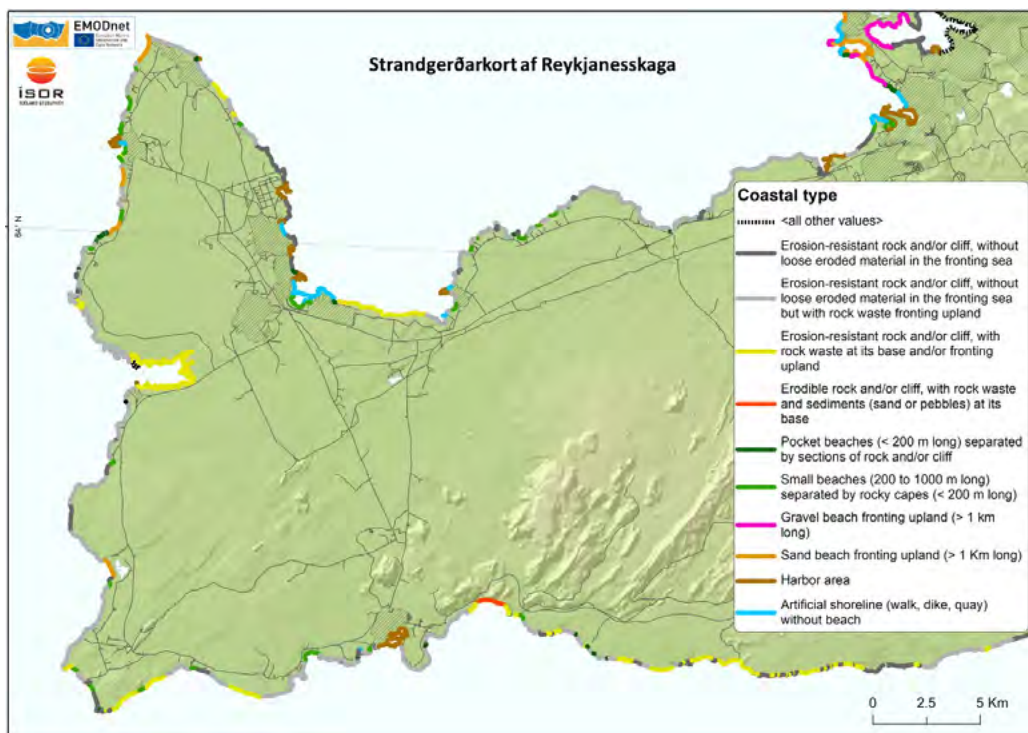 EMODnet
Strandgerðarkort af Reykjanesskaga
ISOR
64° N
Coastal type
<all other values>
Erosion-resistant rock and/or cliff, without
loose eroded material in the fronting sea
Erosion-resistant rock and/or cliff, without
loose eroded material in the fronting sea
but with rock waste fronting upland
Erosion-resistant rock and/or cliff, with
rock waste at its base and/or fronting
upland
Erodible rock and/or cliff, with rock waste
and sediments (sand or pebbles) at its
base
Pocket beaches (< 200 m long) separated
by sections of rock and/or cliff
Small beaches (200 to 1000 m long)
separated by rocky capes (< 200 m long)
Gravel beach fronting upland (> 1 km
long)
Sand beach fronting upland (> 1 Km long)
Harbor area
Artificial shoreline (walk, dike, quay)
without beach
0 2.5 5 Km